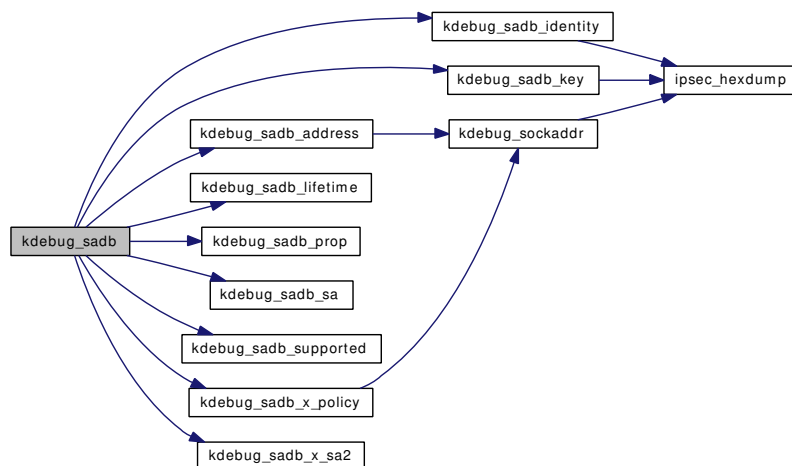 kdebug_sadb_identity
kdebug_sadb_key
ipsec_hexdump
kdebug_sadb_address
kdebug_sockaddr
kdebug_sadb_lifetime
kdebug_sadb
kdebug_sadb_prop
kdebug_sadb_sa
kdebug_sadb_supported
kdebug_sadb_x_policy
kdebug_sadb_x_sa2